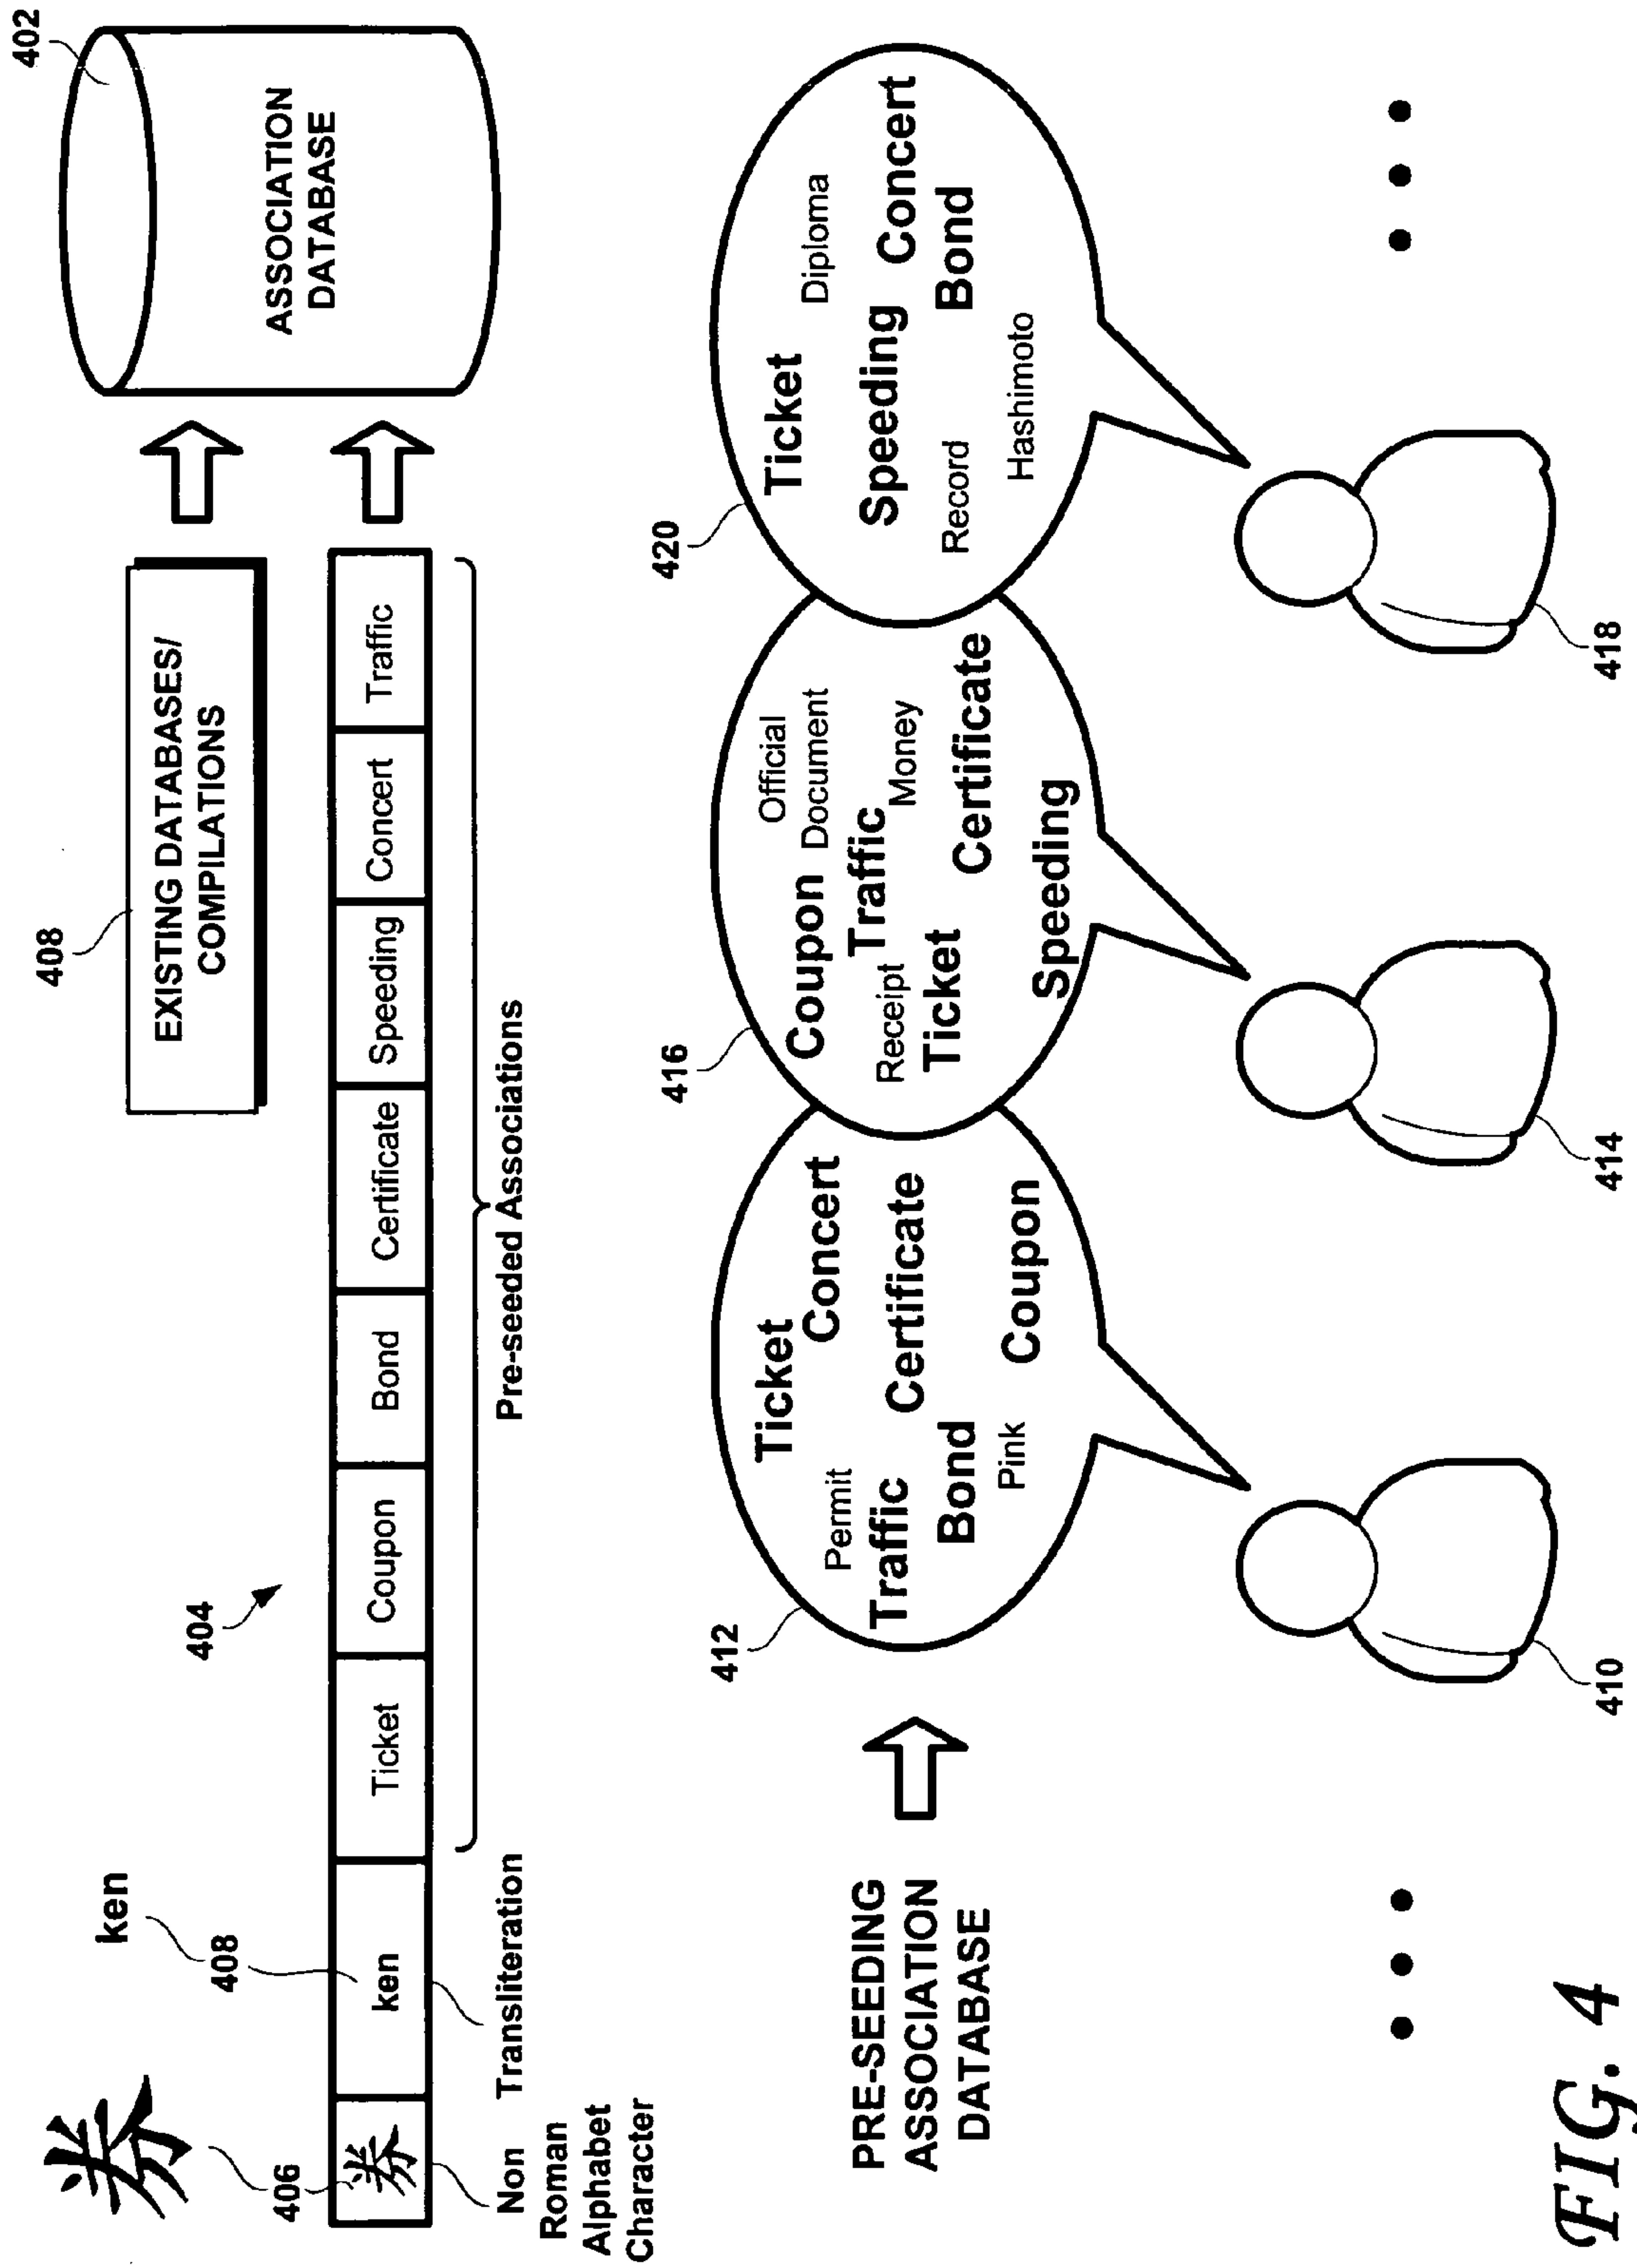 券
ken
408
402
EXISTING DATABASES/
COMPILATIONS
404
408
406
ASSOCIATION
DATABASE
券 ken Ticket Coupon Bond Certificate Speeding Concert Traffic
Non
Roman
Alphabet
Character
Transliteration
Pre-seeded Associations
PRE-SEEDING
ASSOCIATION
DATABASE
412
Ticket
Concert
Permit
Traffic
Certificate
Bond
Pink
Coupon
416
Official
Document
Coupon
Traffic
Receipt
Money
Ticket
Certificate
Speeding
420
Ticket
Diploma
Speeding
Concert
Record
Bond
Hashimoto
410
414
418
FIG. 4